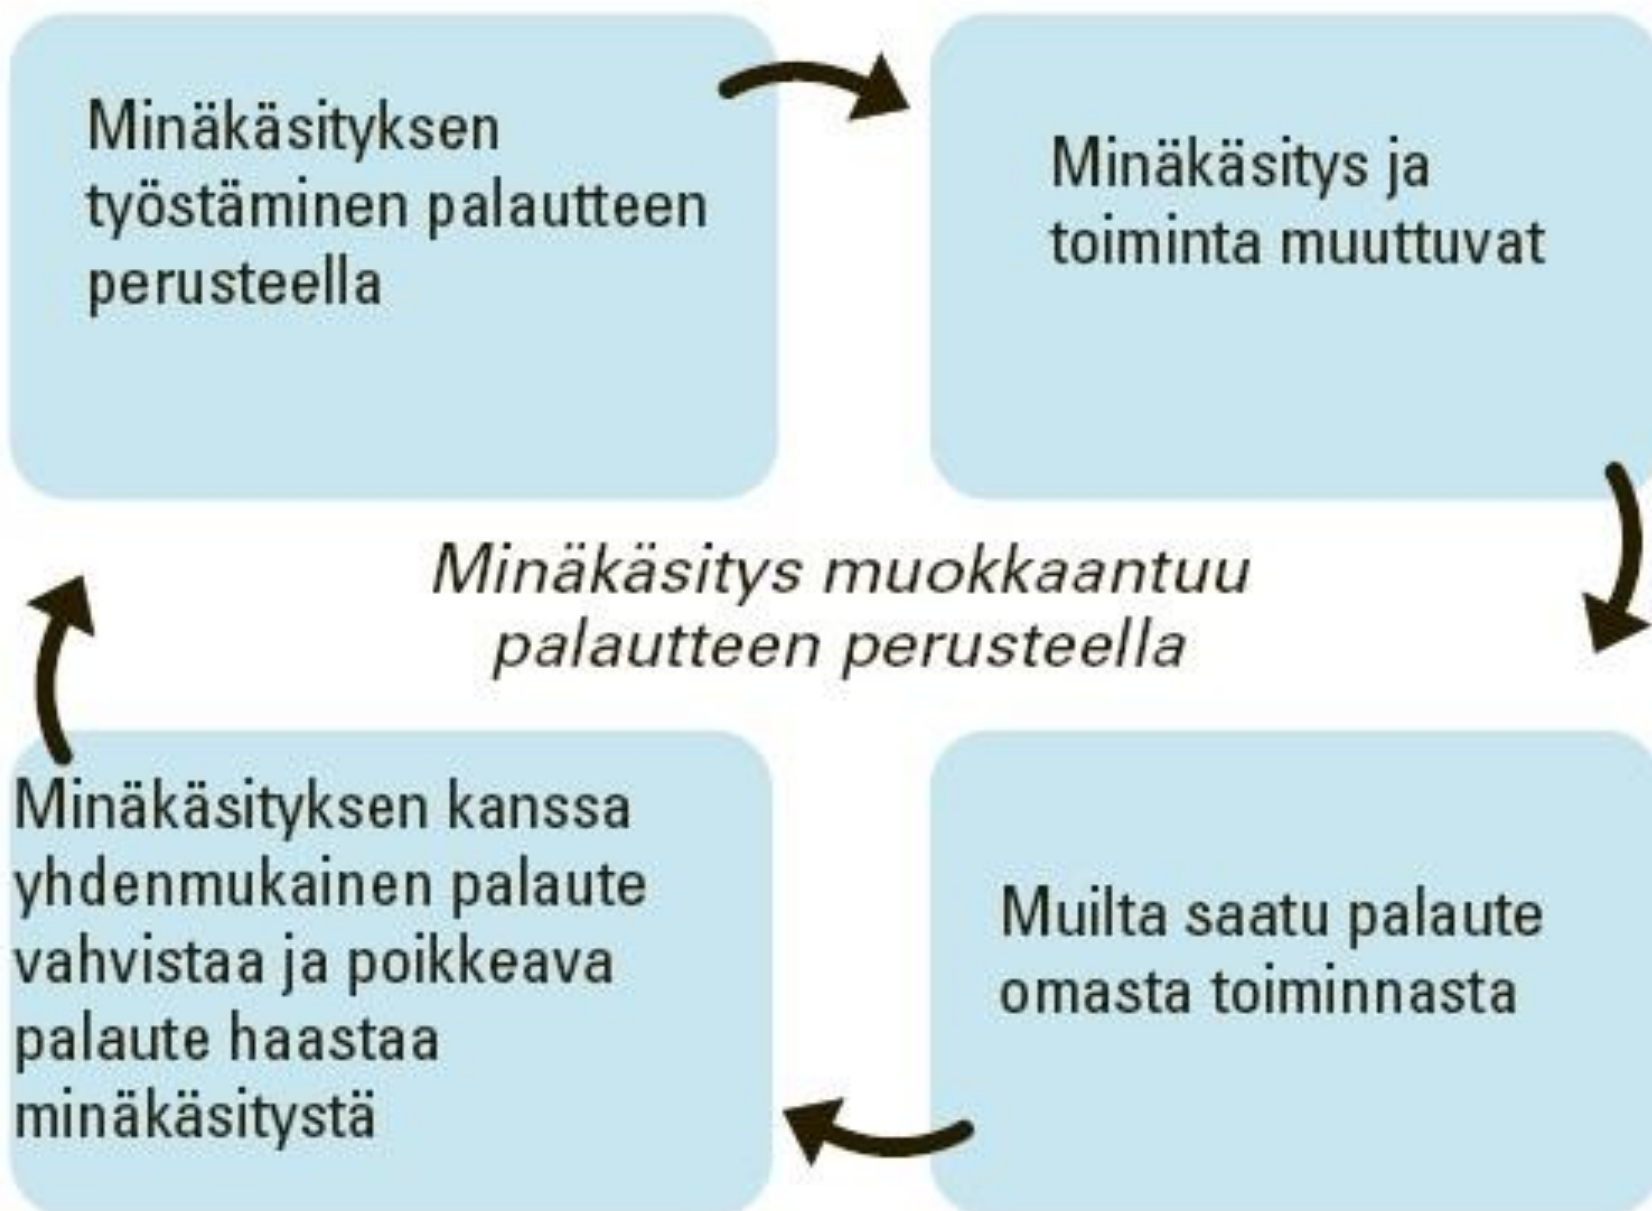 Minäkäsityksen
työstäminen palautteen
perusteella
Minäkäsitys ja
toiminta muuttuvat
Minäkäsitys muokkaantuu
palautteen perusteella
Minäkäsityksen kanssa
yhdenmukainen palaute
vahvistaa ja poikkeava
palaute haastaa
minäkäsitystä
Muilta saatu palaute
omasta toiminnasta